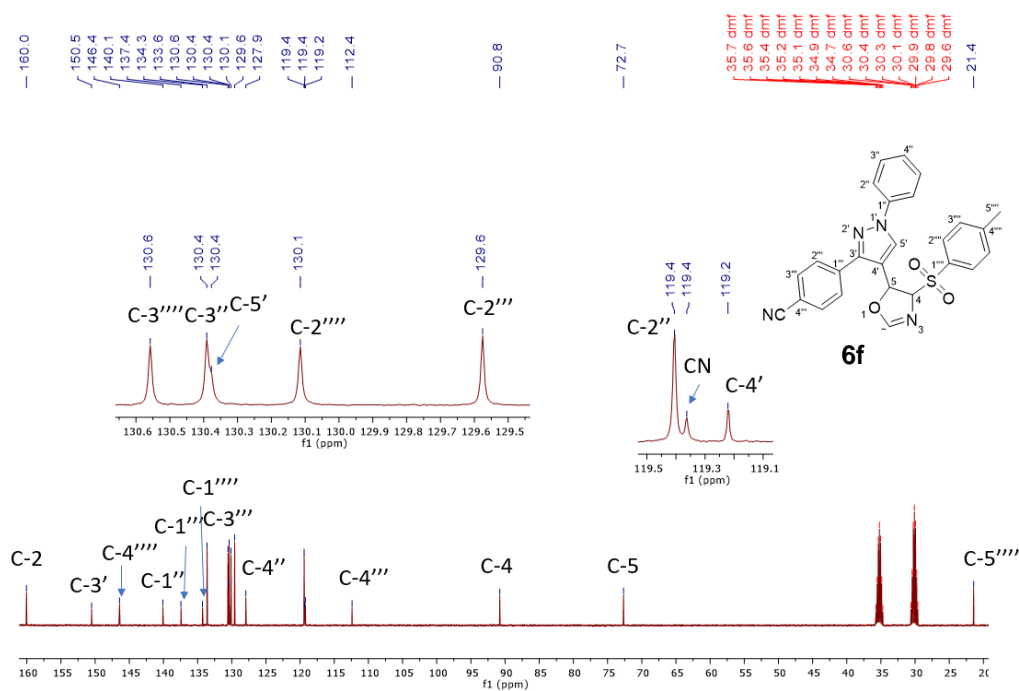 160.0
150.5
146.4
140.1
137.4
134.3
133.6
130.6
130.4
130.4
130.1
129.6
127.9
119.4
119.4
119.2
112.4
90.8
72.7
35.7 dmf
35.6 dmf
35.4 dmf
35.2 dmf
35.1 dmf
34.9 dmf
34.7 dmf
30.6 dmf
30.4 dmf
30.3 dmf
30.1 dmf
29.9 dmf
29.8 dmf
29.6 dmf
21.4
3''
4''
2''
1''
1'
N
2'
N
5'
3'
4'
2'''
3'''
1'''
4'''
NC
5''''
3''''
4''''
2''''
1''''
S
O
O
5
4
O
1
N
3
6f
130.6
130.4
130.4
130.1
129.6
C-3'''' C-3'' C-5'
C-2''''
C-2'''
130.6 130.5 130.4 130.3 130.2 130.1 130.0 129.9 129.8 129.7 129.6 129.5
f1 (ppm)
119.4
119.4
119.2
C-2''
CN
C-4'
119.5 119.3 119.1
f1 (ppm)
C-1''''
C-1''' C-3'''
C-2
C-3'
C-4''''
C-1''
C-4''
C-4'''
C-4
C-5
C-5''''
160 155 150 145 140 135 130 125 120 115 110 105 100 95 90 85 80 75 70 65 60 55 50 45 40 35 30 25 20
f1 (ppm)